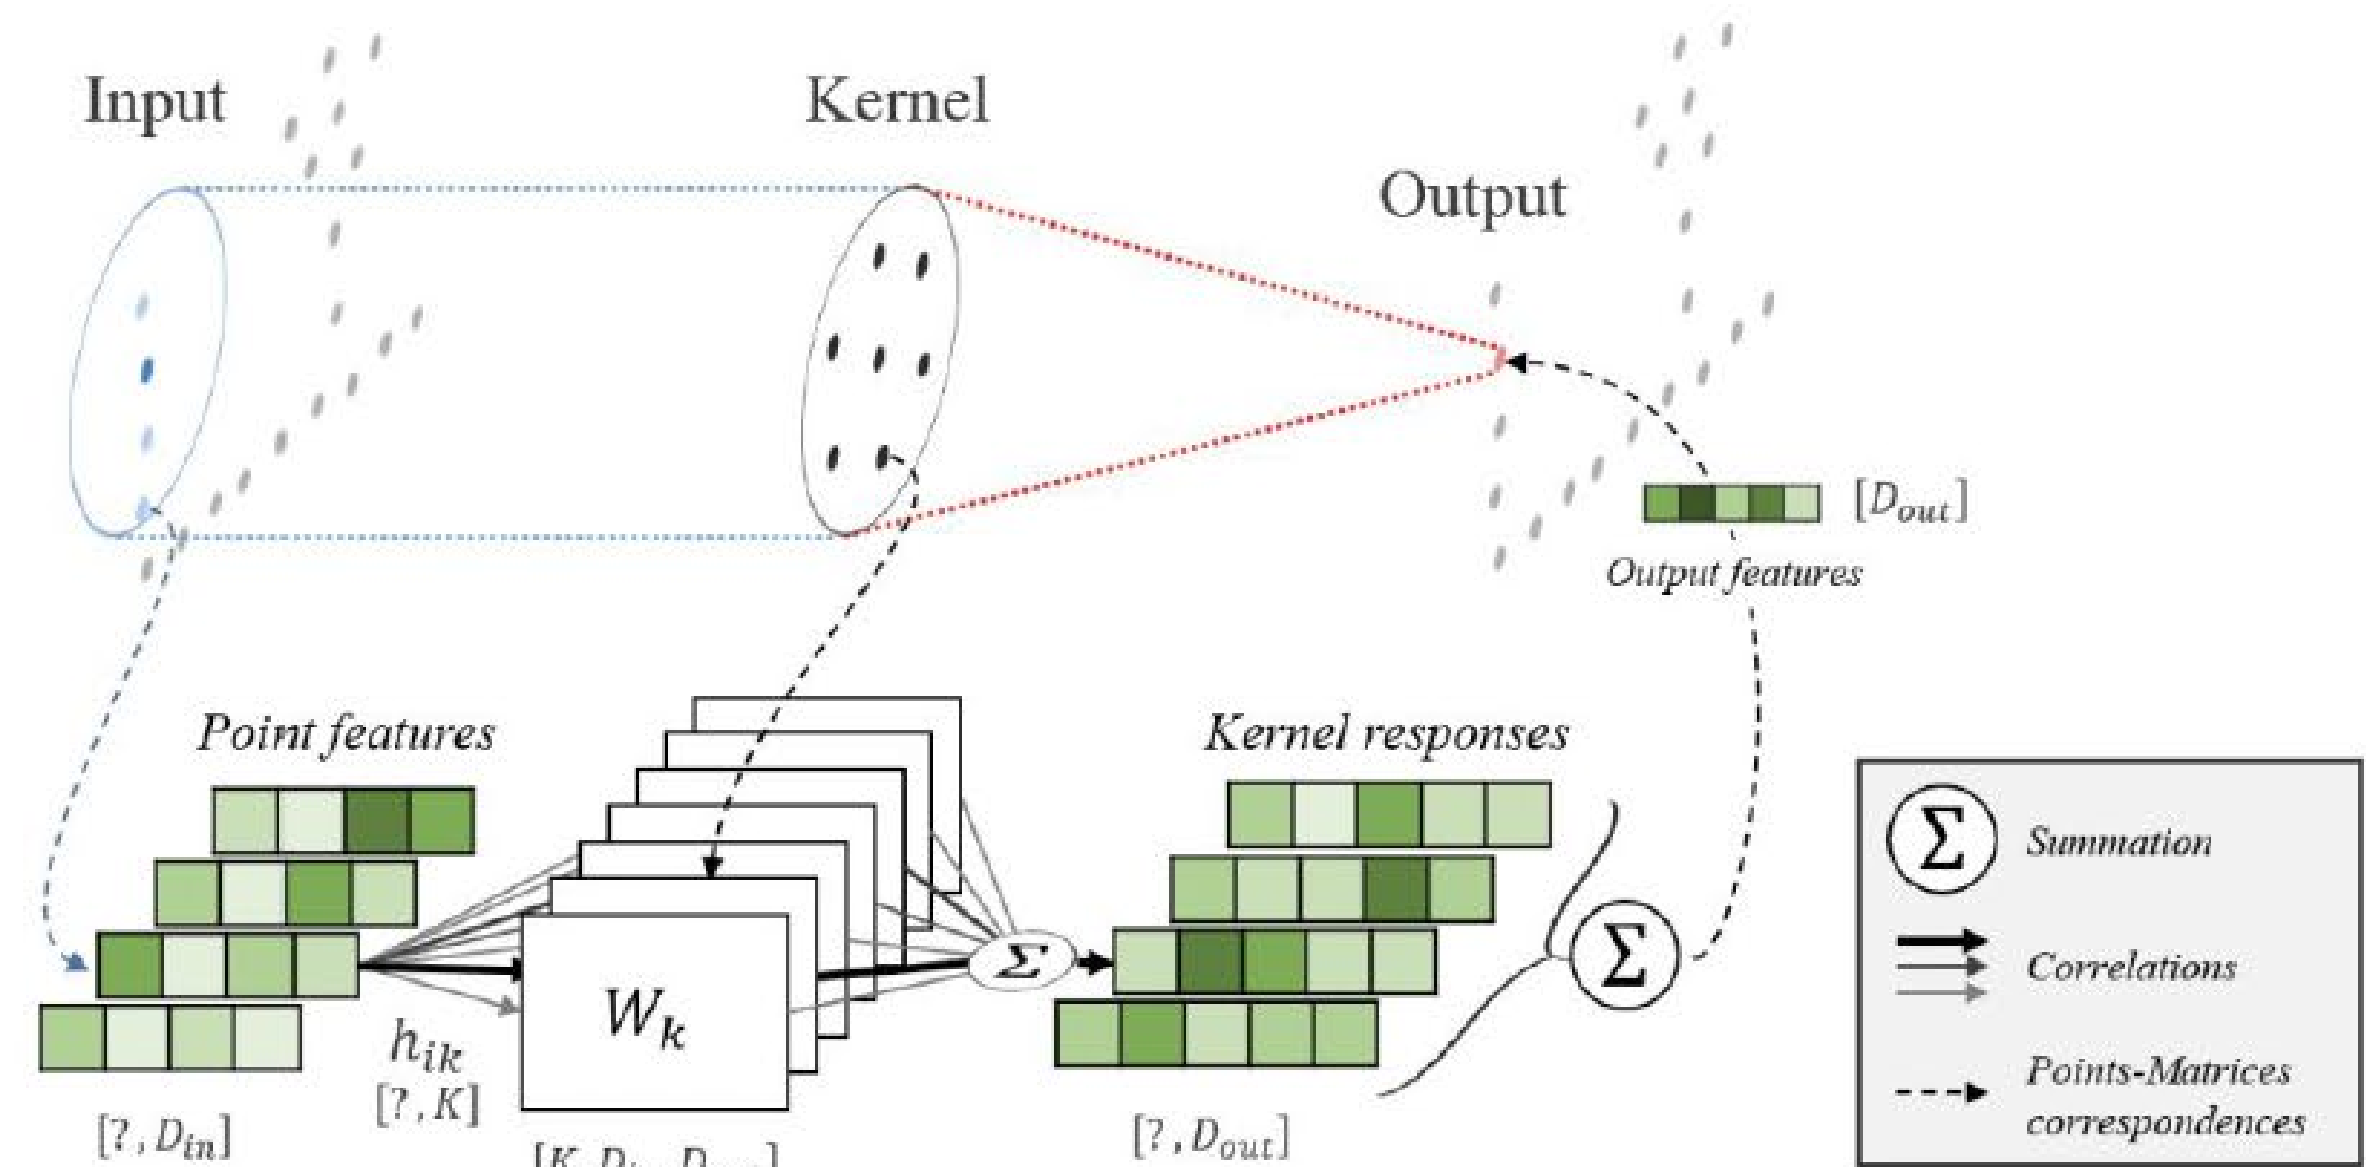 Input
Kernel
Output
[D_out]
Output features
Point features
Kernel responses
Σ
Σ
W_k
h_ik
[?, K]
[?, D_in]
[?, D_out]
Σ Summation
Correlations
Points-Matrices
correspondences